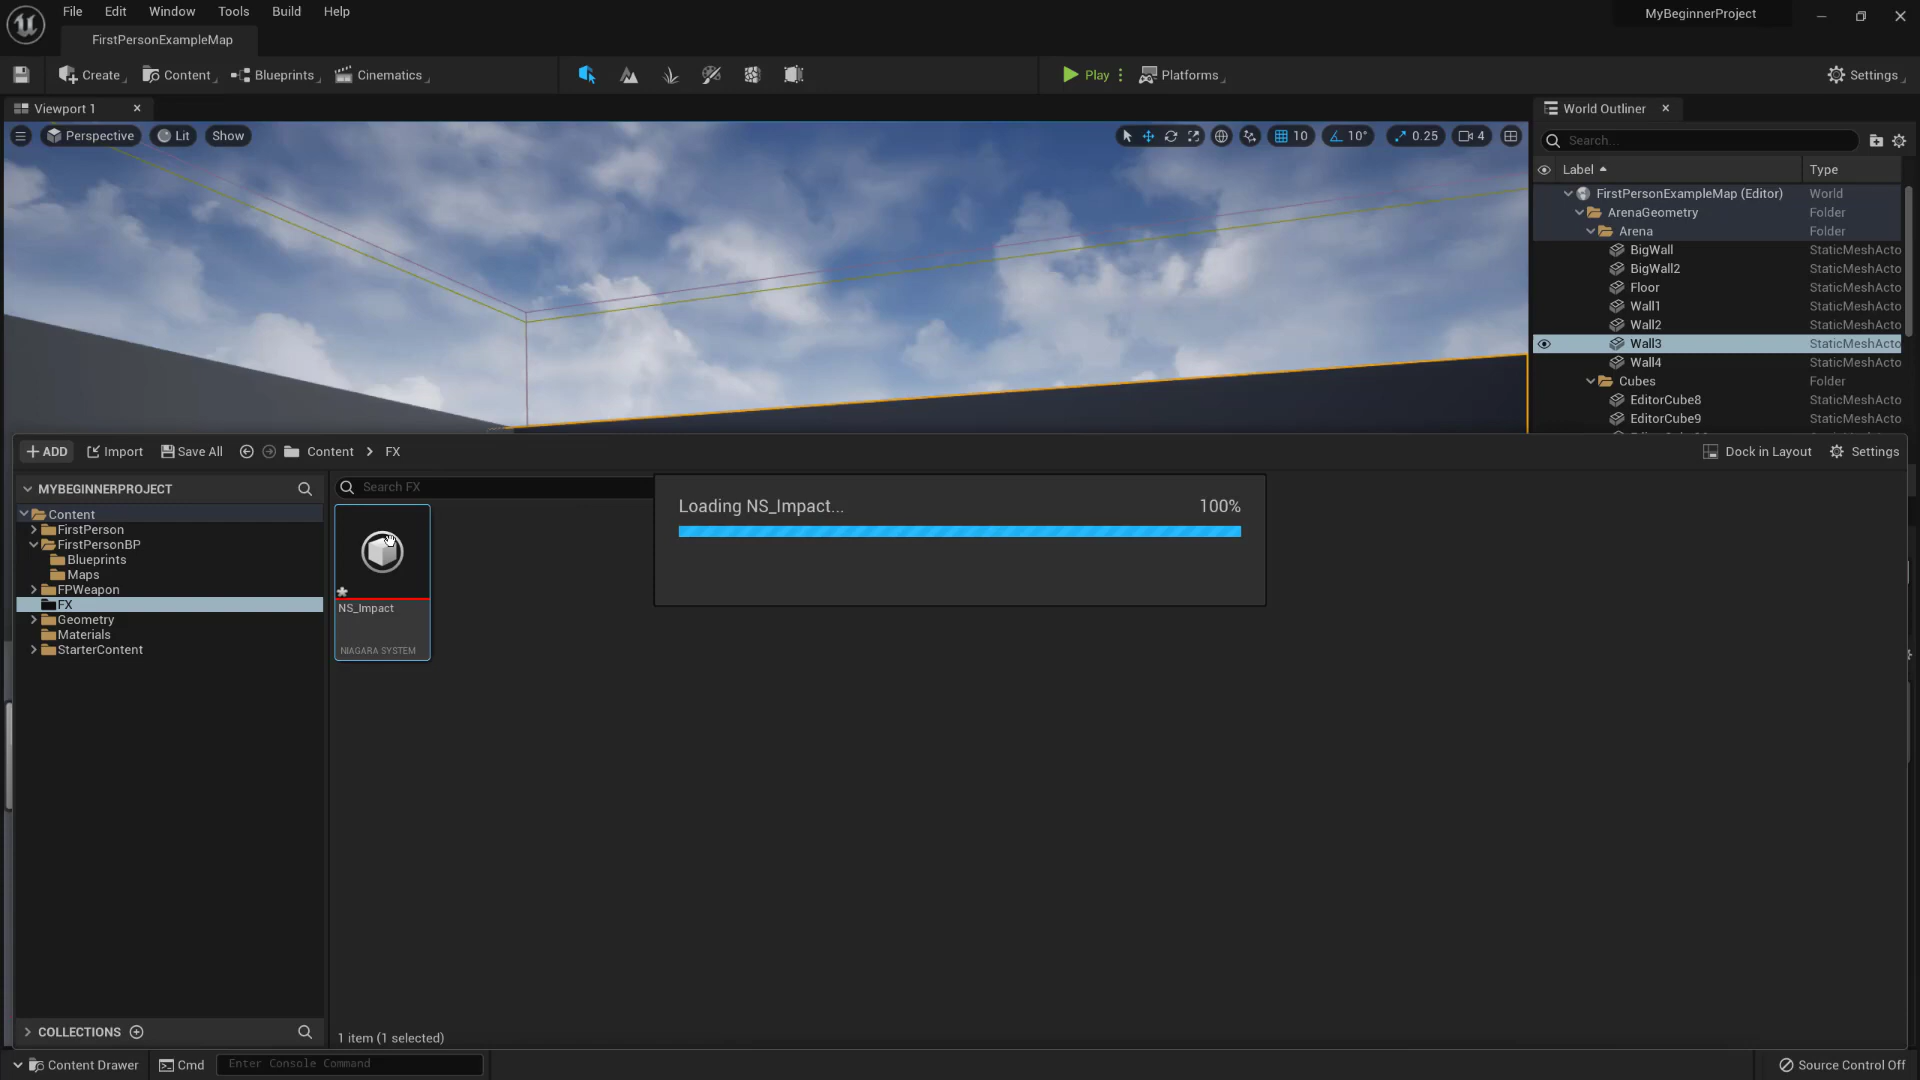 File Edit Window Tools Build Help
MyBeginnerProject
FirstPersonExampleMap
Create Content Blueprints Cinematics Play Platforms Settings
Viewport 1
World Outliner
Perspective Lit Show 10 10° 0.25 4
Search...
Label Type
FirstPersonExampleMap (Editor) World
ArenaGeometry Folder
Arena Folder
BigWall StaticMeshActo
BigWall2 StaticMeshActo
Floor StaticMeshActo
Wall1 StaticMeshActo
Wall2 StaticMeshActo
Wall3 StaticMeshActo
Wall4 StaticMeshActo
Cubes Folder
EditorCube8 StaticMeshActo
EditorCube9 StaticMeshActo
+ ADD Import Save All Content > FX Dock in Layout Settings
MYBEGINNERPROJECT
Search FX
Content
FirstPerson
FirstPersonBP
Blueprints
Maps
FPWeapon
FX
Geometry
Materials
StarterContent
NS_Impact
NIAGARA SYSTEM
Loading NS_Impact... 100%
COLLECTIONS
1 item (1 selected)
Content Drawer Cmd Enter Console Command Source Control Off